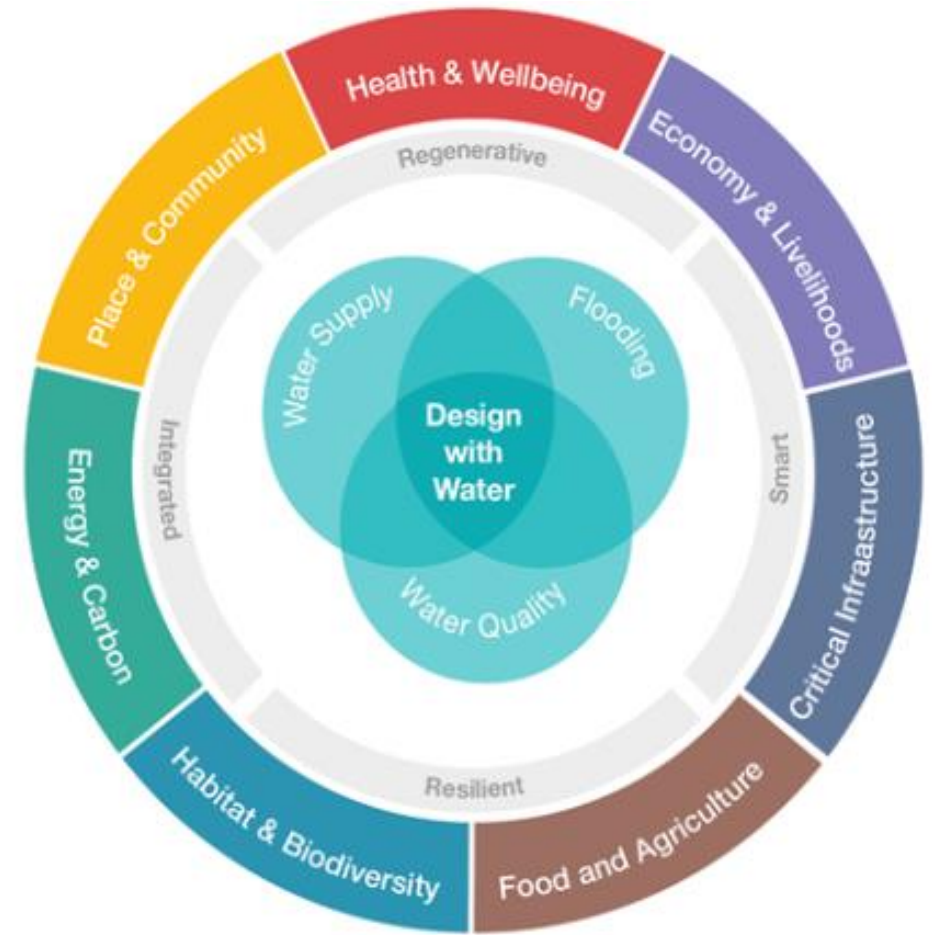 Health & Wellbeing
Economy & Livelihoods
Critical Infraastructure
Food and Agriculture
Habitat & Biodiversity
Energy & Carbon
Place & Community
Regenerative
Smart
Resilient
Integrated
Water Supply
Flooding
Water Quality
Design
with
Water